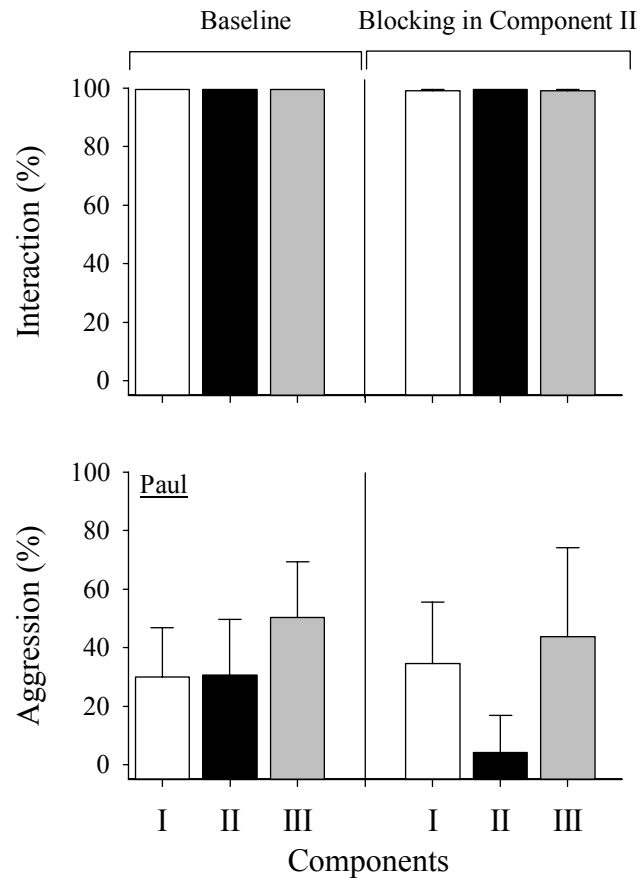 Baseline Blocking in Component II
Interaction (%)
100
80
60
40
20
0
Aggression (%)
100
80
60
40
20
0
Paul
I II III I II III
Components